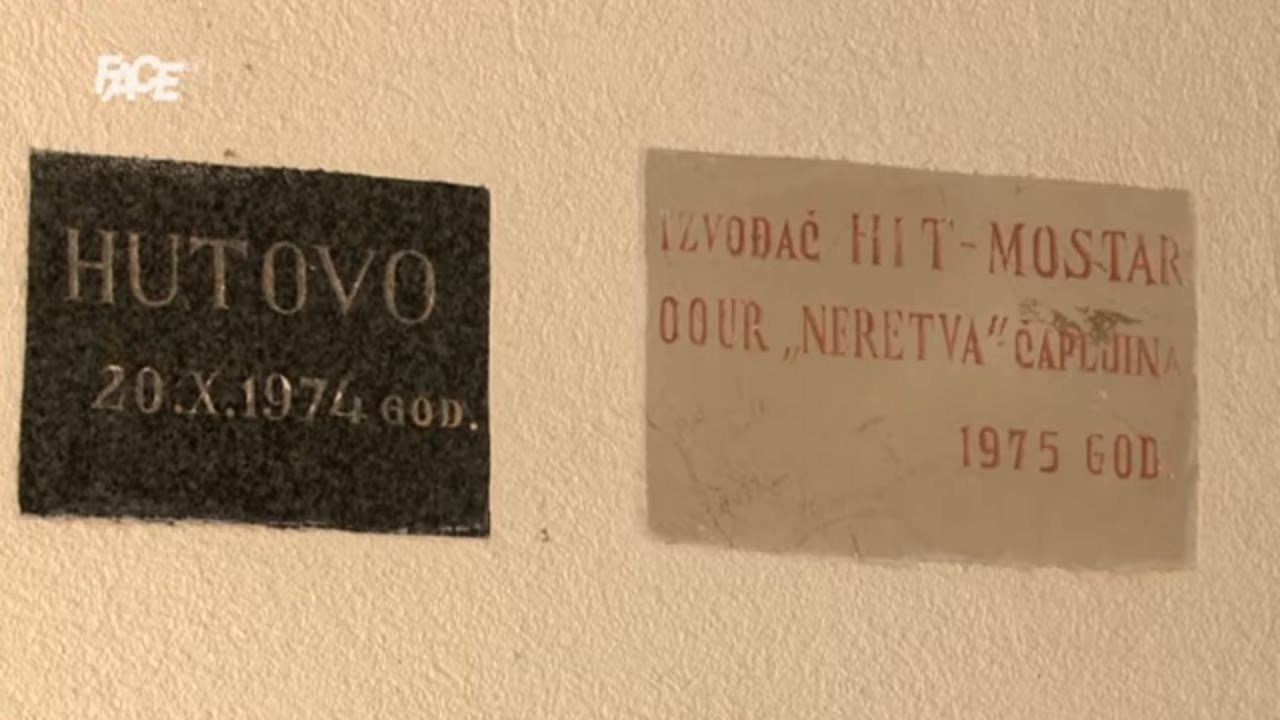 FACE
HUTOVO
20.X.1974 GOD.
IZVOĐAČ HIT-MOSTAR
OOUR „NERETVA” ČAPLJINA
1975 GOD.